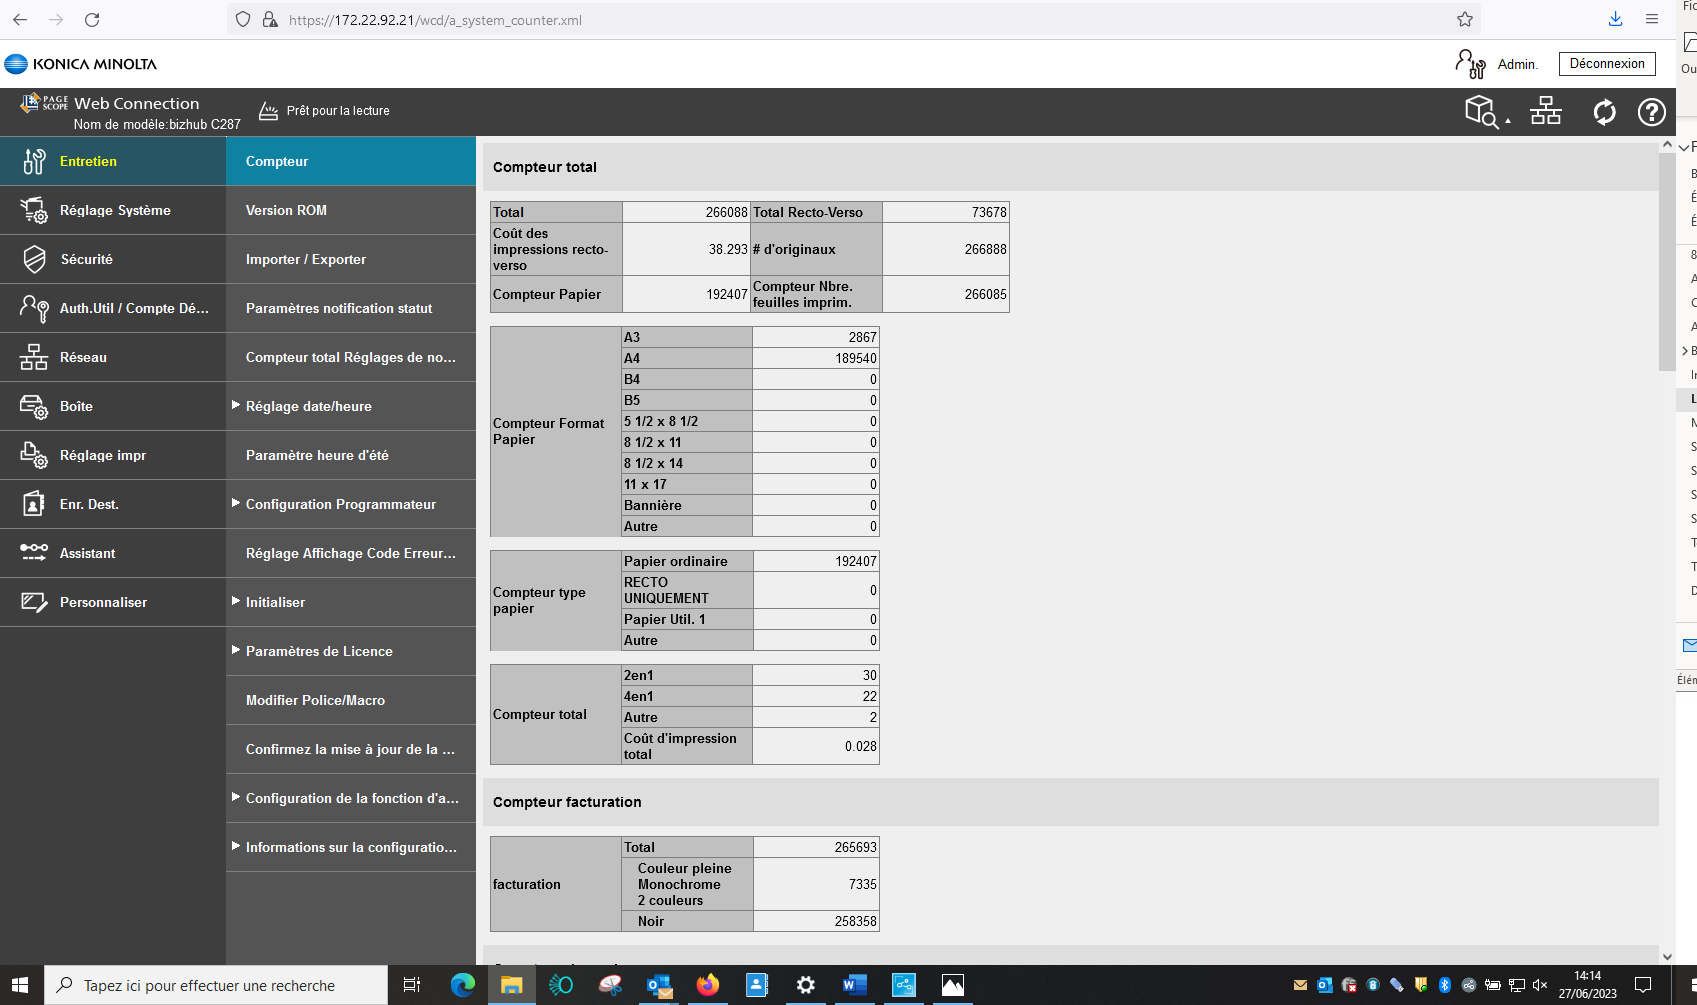 https://172.22.92.21/wcd/a_system_counter.xml
KONICA MINOLTA
Admin.
Déconnexion
PAGE SCOPE Web Connection
Nom de modèle:bizhub C287
Prêt pour la lecture
Entretien
Réglage Système
Sécurité
Auth.Util / Compte Dé...
Réseau
Boîte
Réglage impr
Enr. Dest.
Assistant
Personnaliser
Compteur
Version ROM
Importer / Exporter
Paramètres notification statut
Compteur total Réglages de no...
Réglage date/heure
Paramètre heure d'été
Configuration Programmateur
Réglage Affichage Code Erreur...
Initialiser
Paramètres de Licence
Modifier Police/Macro
Confirmez la mise à jour de la ...
Configuration de la fonction d'a...
Informations sur la configuratio...
Compteur total
Total 266088 Total Recto-Verso 73678
Coût des impressions recto-verso 38.293 # d'originaux 266888
Compteur Papier 192407 Compteur Nbre. feuilles imprim. 266085
Compteur Format Papier
A3 2867
A4 189540
B4 0
B5 0
5 1/2 x 8 1/2 0
8 1/2 x 11 0
8 1/2 x 14 0
11 x 17 0
Bannière 0
Autre 0
Compteur type papier
Papier ordinaire 192407
RECTO UNIQUEMENT 0
Papier Util. 1 0
Autre 0
Compteur total
2en1 30
4en1 22
Autre 2
Coût d'impression total 0.028
Compteur facturation
facturation
Total 265693
Couleur pleine
Monochrome
2 couleurs 7335
Noir 258358
Tapez ici pour effectuer une recherche
14:14
27/06/2023